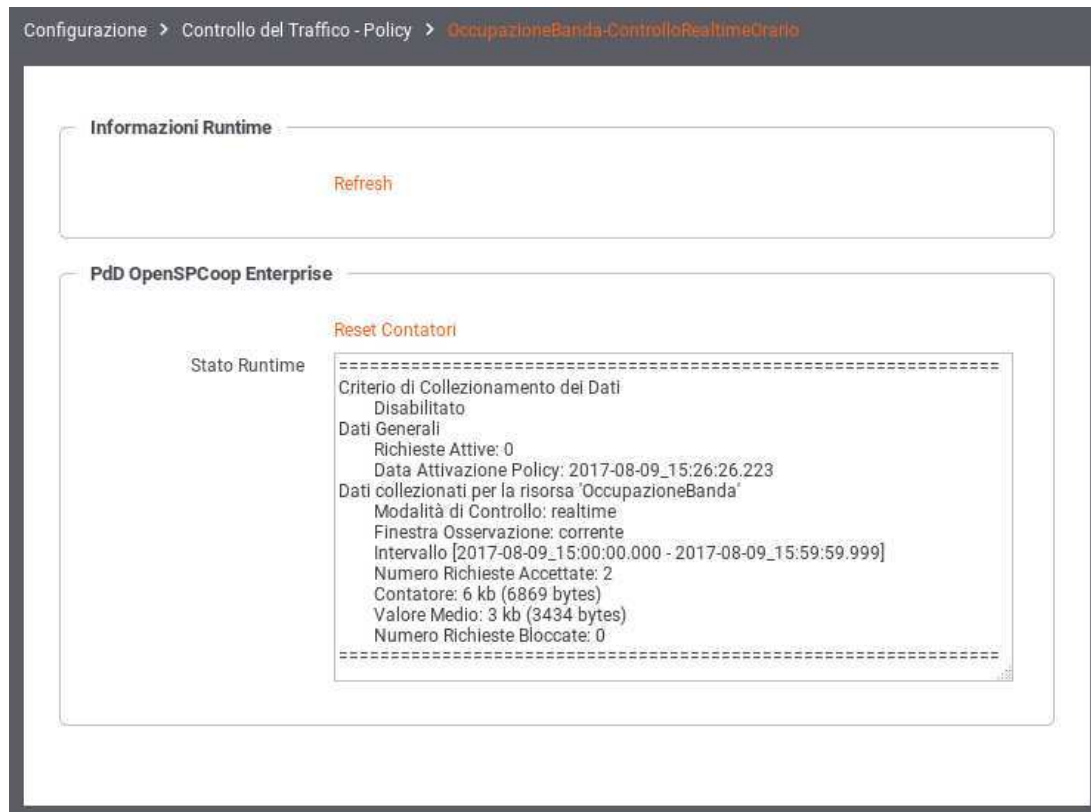 Configurazione > Controllo del Traffico - Policy > OccupazioneBanda-ControlloRealtimeOrario
Informazioni Runtime
Refresh
PdD OpenSPCoop Enterprise
Reset Contatori
Stato Runtime
================================================================
Criterio di Collezionamento dei Dati
Disabilitato
Dati Generali
Richieste Attive: 0
Data Attivazione Policy: 2017-08-09_15:26:26.223
Dati collezionati per la risorsa 'OccupazioneBanda'
Modalità di Controllo: realtime
Finestra Osservazione: corrente
Intervallo [2017-08-09_15:00:00.000 - 2017-08-09_15:59:59.999]
Numero Richieste Accettate: 2
Contatore: 6 kb (6869 bytes)
Valore Medio: 3 kb (3434 bytes)
Numero Richieste Bloccate: 0
================================================================